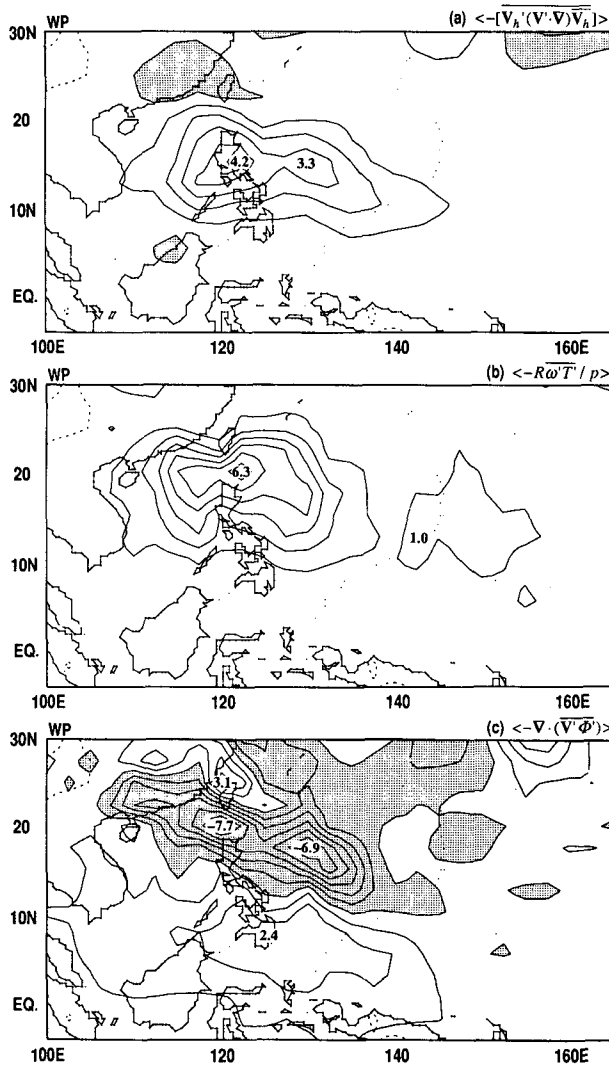 WP (a) <-[V_h'(V'·∇)V_h]>
30N
20
4.2 3.3
10N
EQ.
100E 120 140 160E
WP (b) <-Rω'T' / p>
30N
6.3
20
1.0
10N
EQ.
100E 120 140 160E
WP (c) <-∇·(V'Φ')>
30N
3.1
20
-7.7
-6.9
10N
2.4
EQ.
100E 120 140 160E